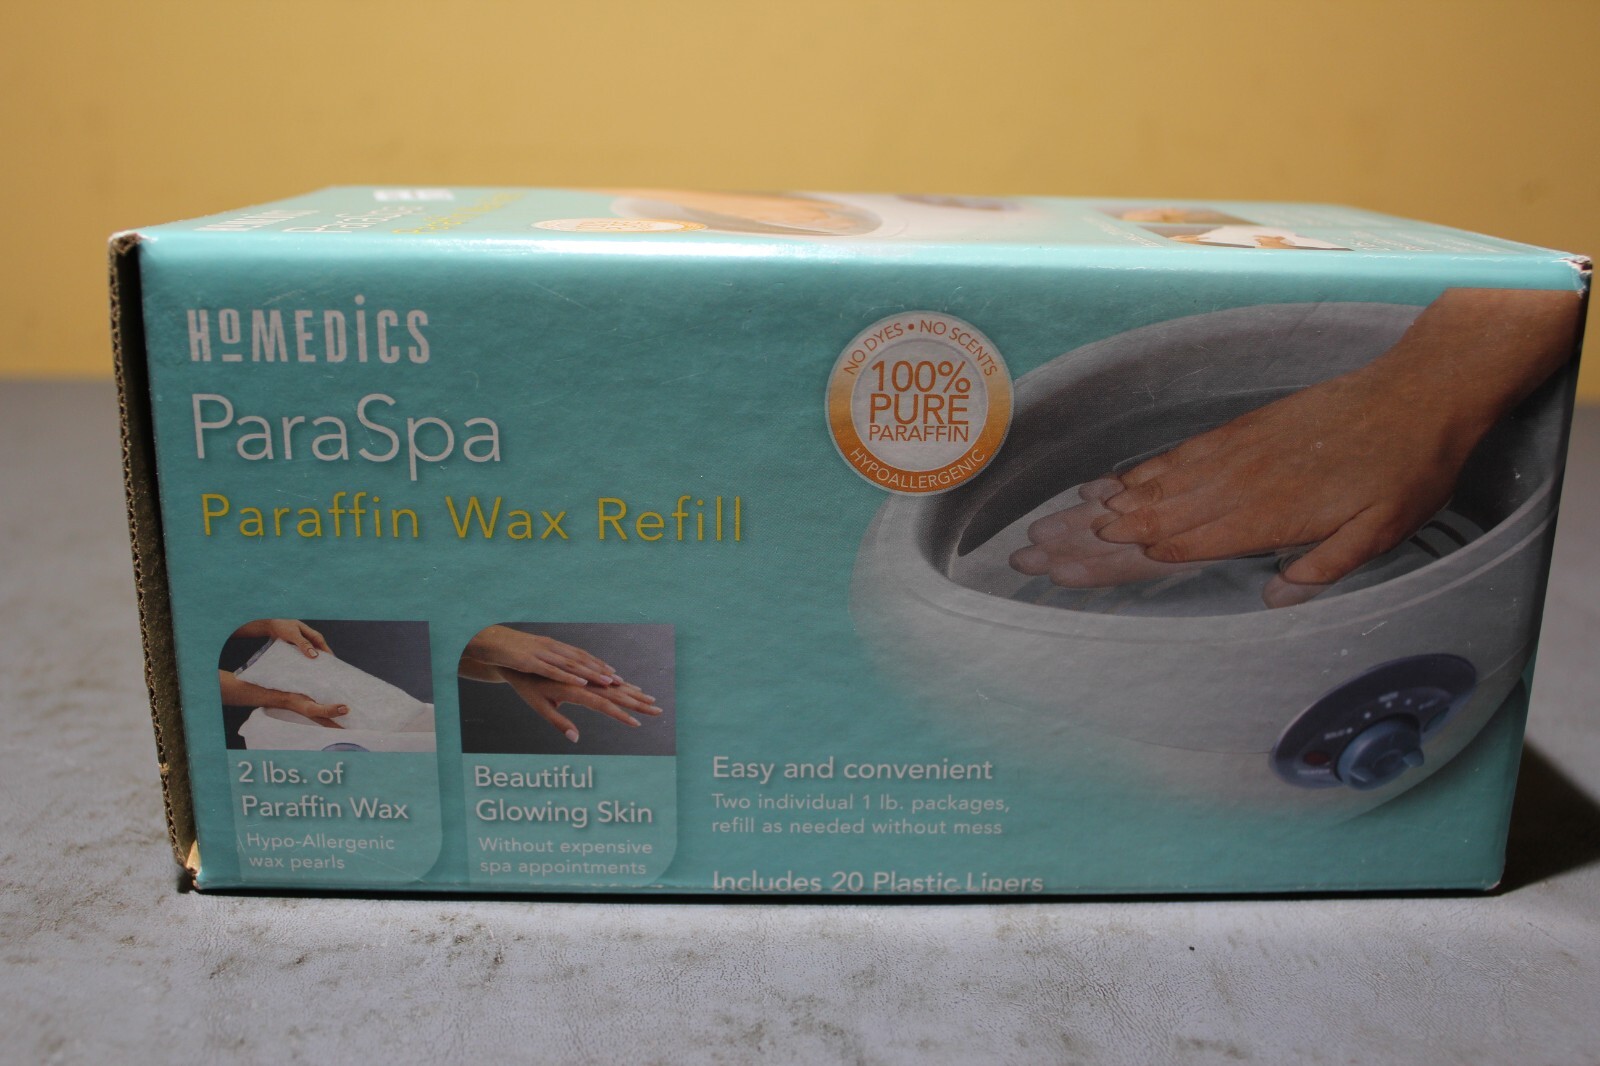 HoMEDiCS
ParaSpa
Paraffin Wax Refill
NO DYES • NO SCENTS
100%
PURE
PARAFFIN
HYPOALLERGENIC
2 lbs. of
Paraffin Wax
Hypo-Allergenic
wax pearls
Beautiful
Glowing Skin
Without expensive
spa appointments
Easy and convenient
Two individual 1 lb. packages,
refill as needed without mess
Includes 20 Plastic Liners